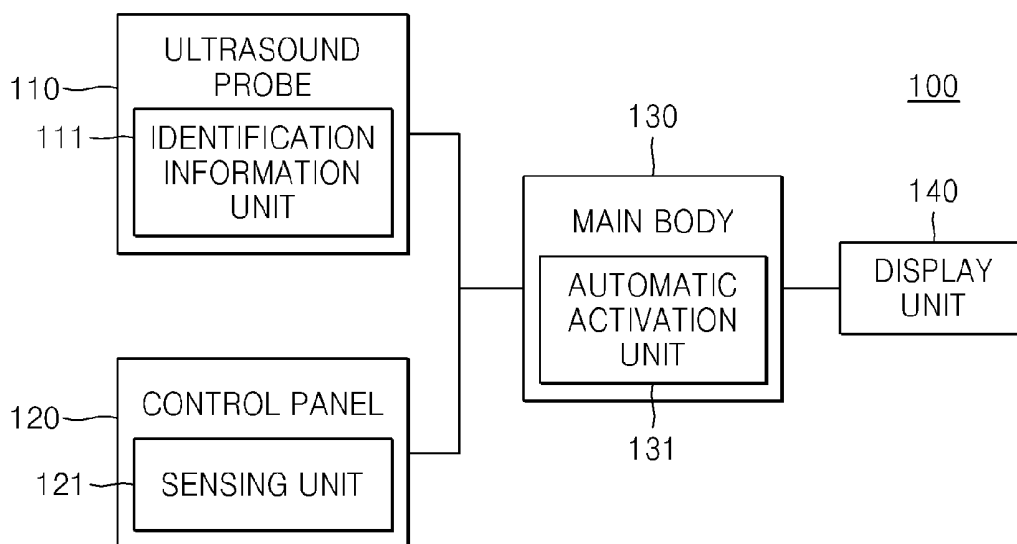 ULTRASOUND
PROBE
110
111
IDENTIFICATION
INFORMATION
UNIT
120
CONTROL PANEL
121
SENSING UNIT
130
MAIN BODY
AUTOMATIC
ACTIVATION
UNIT
131
100
140
DISPLAY
UNIT